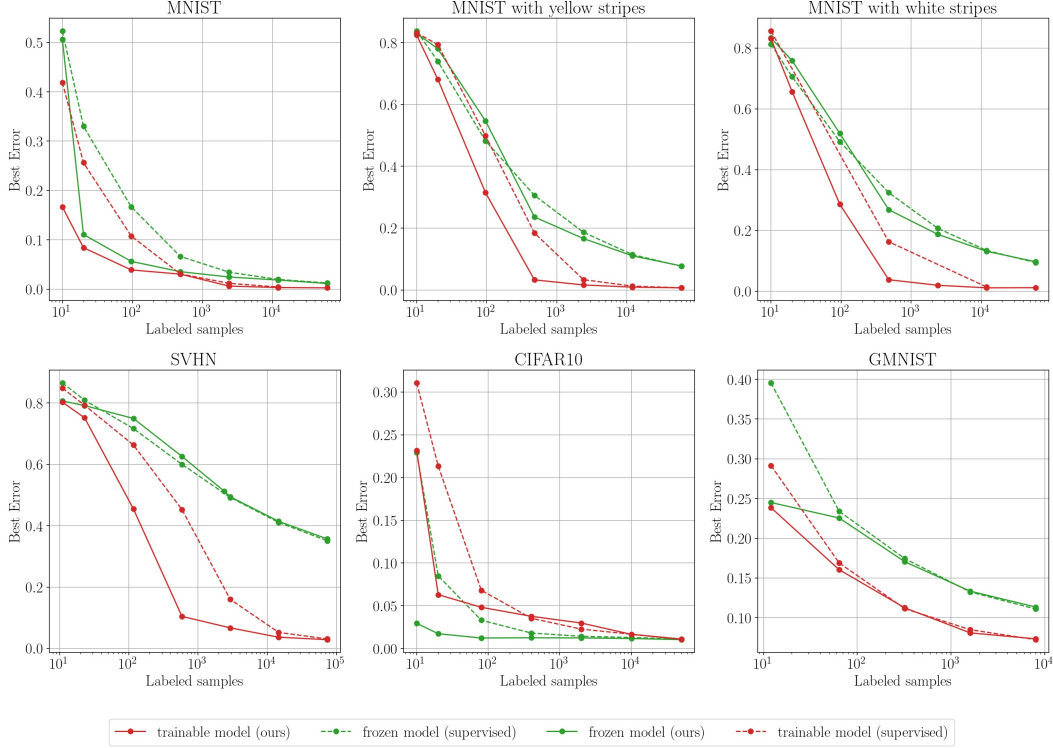 MNIST
MNIST with yellow stripes
MNIST with white stripes
Best Error
0.5
0.4
0.3
0.2
0.1
0.0
10^1
10^2
10^3
10^4
Labeled samples
Best Error
0.8
0.6
0.4
0.2
0.0
10^1
10^2
10^3
10^4
Labeled samples
Best Error
0.8
0.6
0.4
0.2
0.0
10^1
10^2
10^3
10^4
Labeled samples
SVHN
CIFAR10
GMNIST
Best Error
0.8
0.6
0.4
0.2
0.0
10^1
10^2
10^3
10^4
10^5
Labeled samples
Best Error
0.30
0.25
0.20
0.15
0.10
0.05
0.00
10^1
10^2
10^3
10^4
Labeled samples
Best Error
0.40
0.35
0.30
0.25
0.20
0.15
0.10
10^1
10^2
10^3
10^4
Labeled samples
trainable model (ours)
frozen model (supervised)
frozen model (ours)
trainable model (supervised)